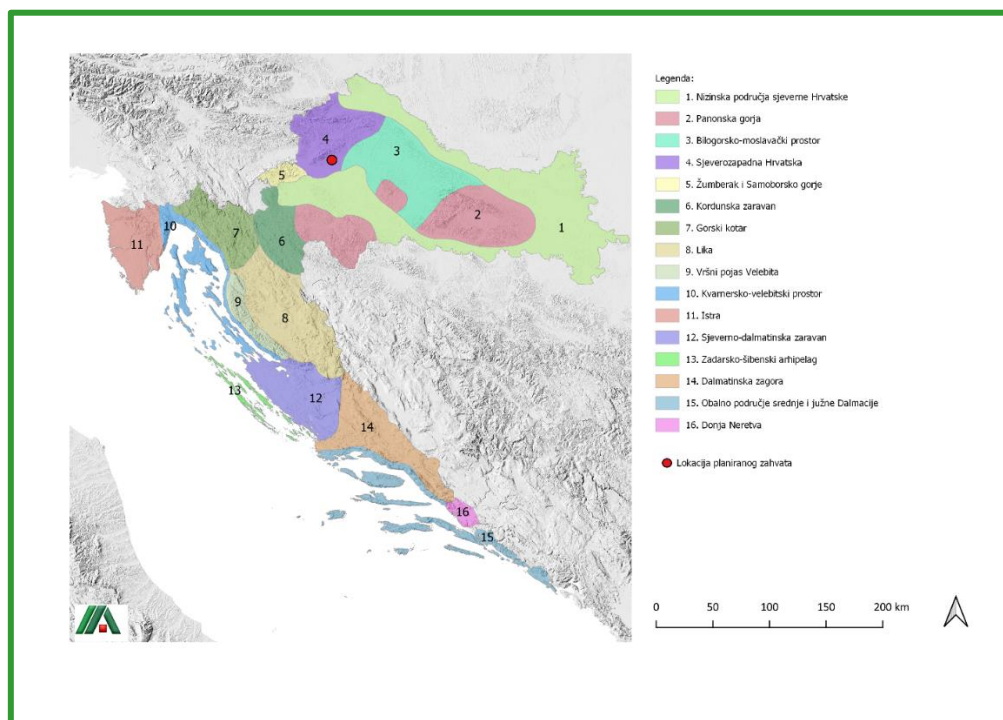 4
3
5
2
1
6
7
10
11
9
8
13
12
14
16
15
Legenda:
1. Nizinska područja sjeverne Hrvatske
2. Panonska gorja
3. Bilogorsko-moslavački prostor
4. Sjeverozapadna Hrvatska
5. Žumberak i Samoborsko gorje
6. Kordunska zaravan
7. Gorski kotar
8. Lika
9. Vršni pojas Velebita
10. Kvarnersko-velebitski prostor
11. Istra
12. Sjeverno-dalmatinska zaravan
13. Zadarsko-šibenski arhipelag
14. Dalmatinska zagora
15. Obalno područje srednje i južne Dalmacije
16. Donja Neretva
Lokacija planiranog zahvata
0 50 100 150 200 km